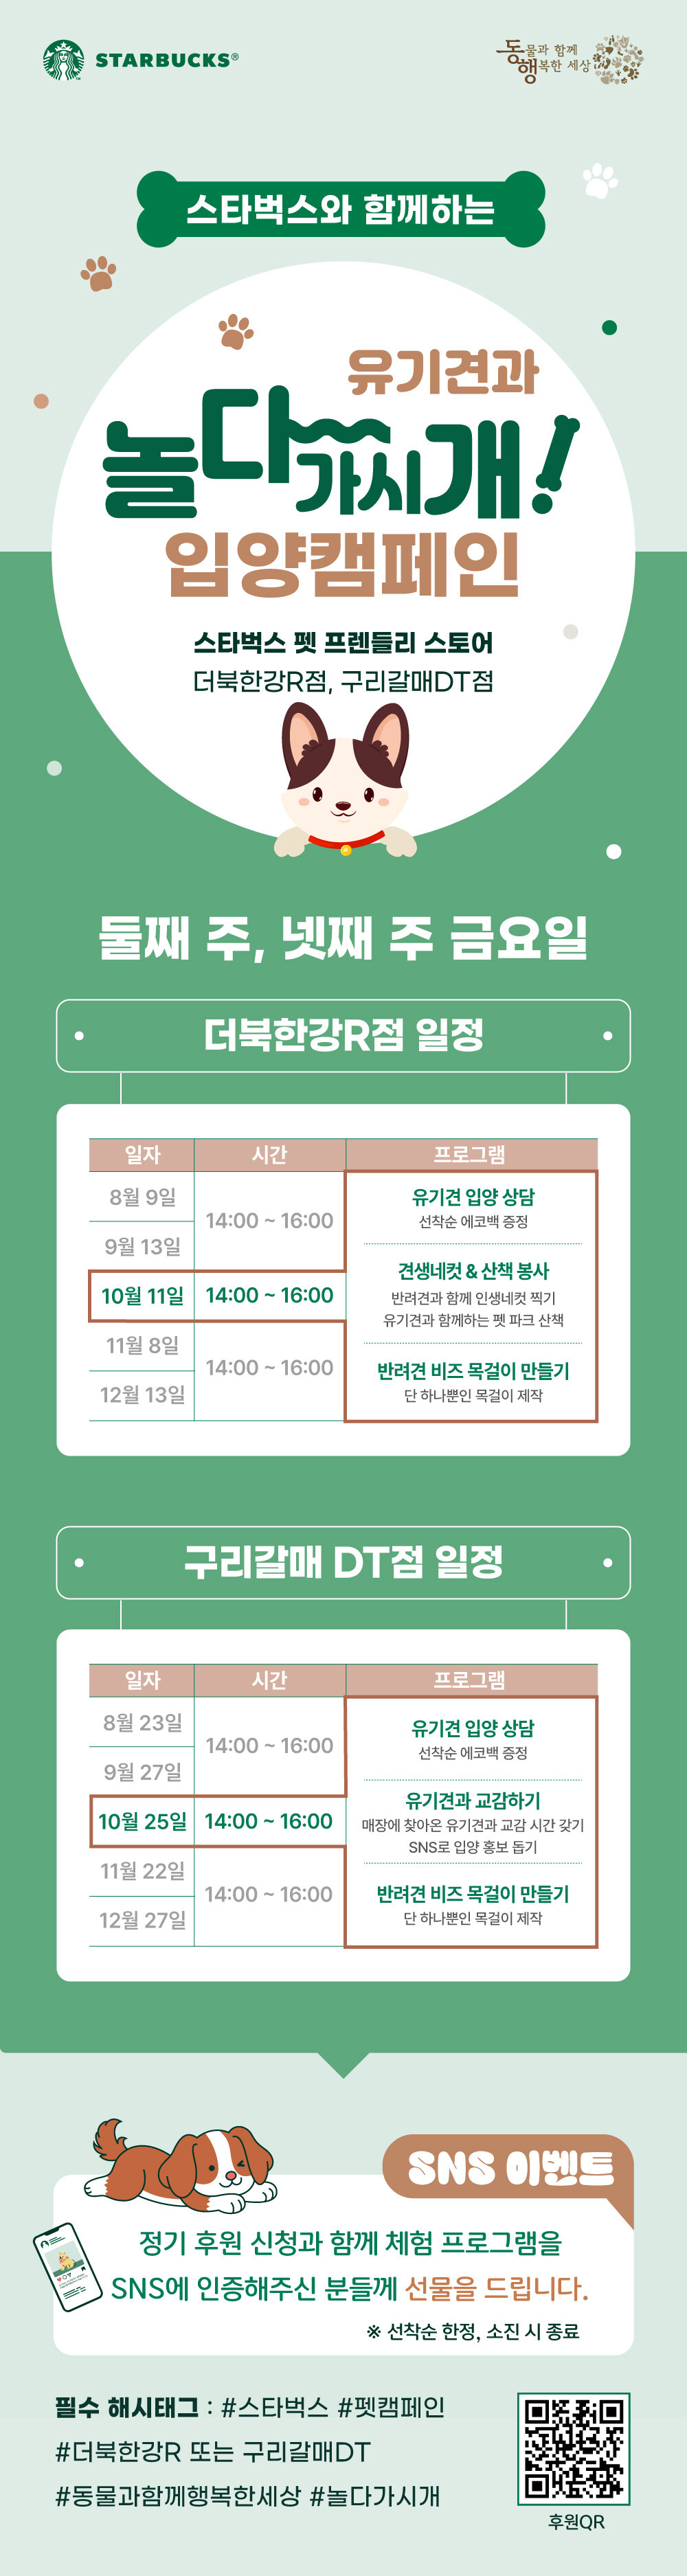 STARBUCKS®
동물과 함께
행복한 세상
스타벅스와 함께하는
유기견과
놀다가시개!
입양캠페인
스타벅스 펫 프렌들리 스토어
더북한강R점, 구리갈매DT점
둘째 주, 넷째 주 금요일
더북한강R점 일정
일자 시간 프로그램
8월 9일
9월 13일
14:00 ~ 16:00
10월 11일 14:00 ~ 16:00
11월 8일
12월 13일
14:00 ~ 16:00
유기견 입양 상담
선착순 에코백 증정
견생네컷 & 산책 봉사
반려견과 함께 인생네컷 찍기
유기견과 함께하는 펫 파크 산책
반려견 비즈 목걸이 만들기
단 하나뿐인 목걸이 제작
구리갈매 DT점 일정
일자 시간 프로그램
8월 23일
9월 27일
14:00 ~ 16:00
10월 25일 14:00 ~ 16:00
11월 22일
12월 27일
14:00 ~ 16:00
유기견 입양 상담
선착순 에코백 증정
유기견과 교감하기
매장에 찾아온 유기견과 교감 시간 갖기
SNS로 입양 홍보 돕기
반려견 비즈 목걸이 만들기
단 하나뿐인 목걸이 제작
SNS 이벤트
정기 후원 신청과 함께 체험 프로그램을
SNS에 인증해주신 분들께 선물을 드립니다.
※ 선착순 한정, 소진 시 종료
필수 해시태그 : #스타벅스 #펫캠페인
#더북한강R 또는 구리갈매DT
#동물과함께행복한세상 #놀다가시개
후원QR